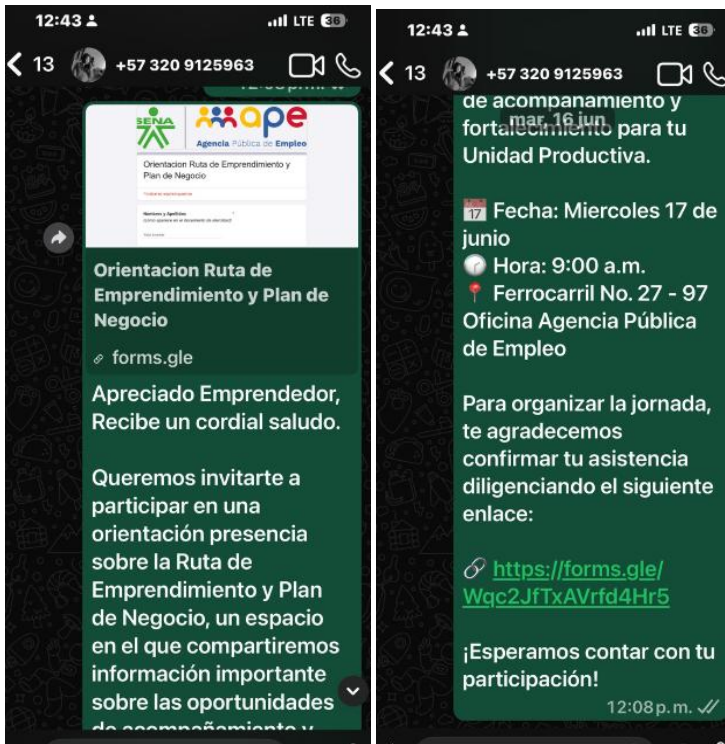 12:43
LTE 36
13
+57 320 9125963
SENA
ape
Agencia Pública de Empleo
Orientacion Ruta de Emprendimiento y
Plan de Negocio
Nombres y Apellidos
Orientacion Ruta de
Emprendimiento y Plan de
Negocio
forms.gle
Apreciado Emprendedor,
Recibe un cordial saludo.
Queremos invitarte a
participar en una
orientación presencia
sobre la Ruta de
Emprendimiento y Plan
de Negocio, un espacio
en el que compartiremos
información importante
sobre las oportunidades
de acompañamiento y
12:43
LTE 36
13
+57 320 9125963
de acompañamiento y
mar, 16 jun
fortalecimiento para tu
Unidad Productiva.
17 Fecha: Miercoles 17 de
junio
Hora: 9:00 a.m.
Ferrocarril No. 27 - 97
Oficina Agencia Pública
de Empleo
Para organizar la jornada,
te agradecemos
confirmar tu asistencia
diligenciando el siguiente
enlace:
https://forms.gle/
Wqc2JfTxAVrfd4Hr5
¡Esperamos contar con tu
participación!
12:08 p. m.